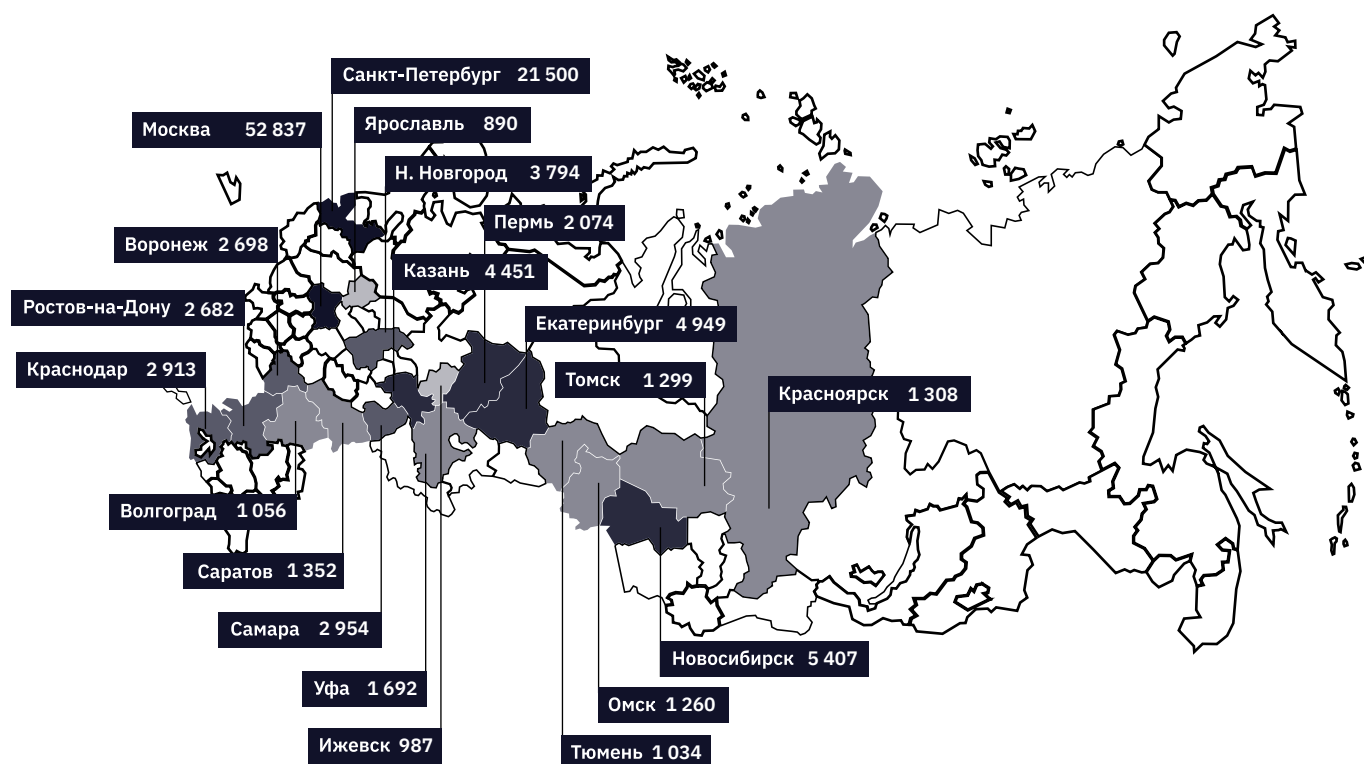 Санкт-Петербург 21 500
Москва 52 837
Ярославль 890
Н. Новгород 3 794
Пермь 2 074
Воронеж 2 698
Казань 4 451
Ростов-на-Дону 2 682
Екатеринбург 4 949
Краснодар 2 913
Томск 1 299
Красноярск 1 308
Волгоград 1 056
Саратов 1 352
Самара 2 954
Новосибирск 5 407
Уфа 1 692
Омск 1 260
Ижевск 987
Тюмень 1 034